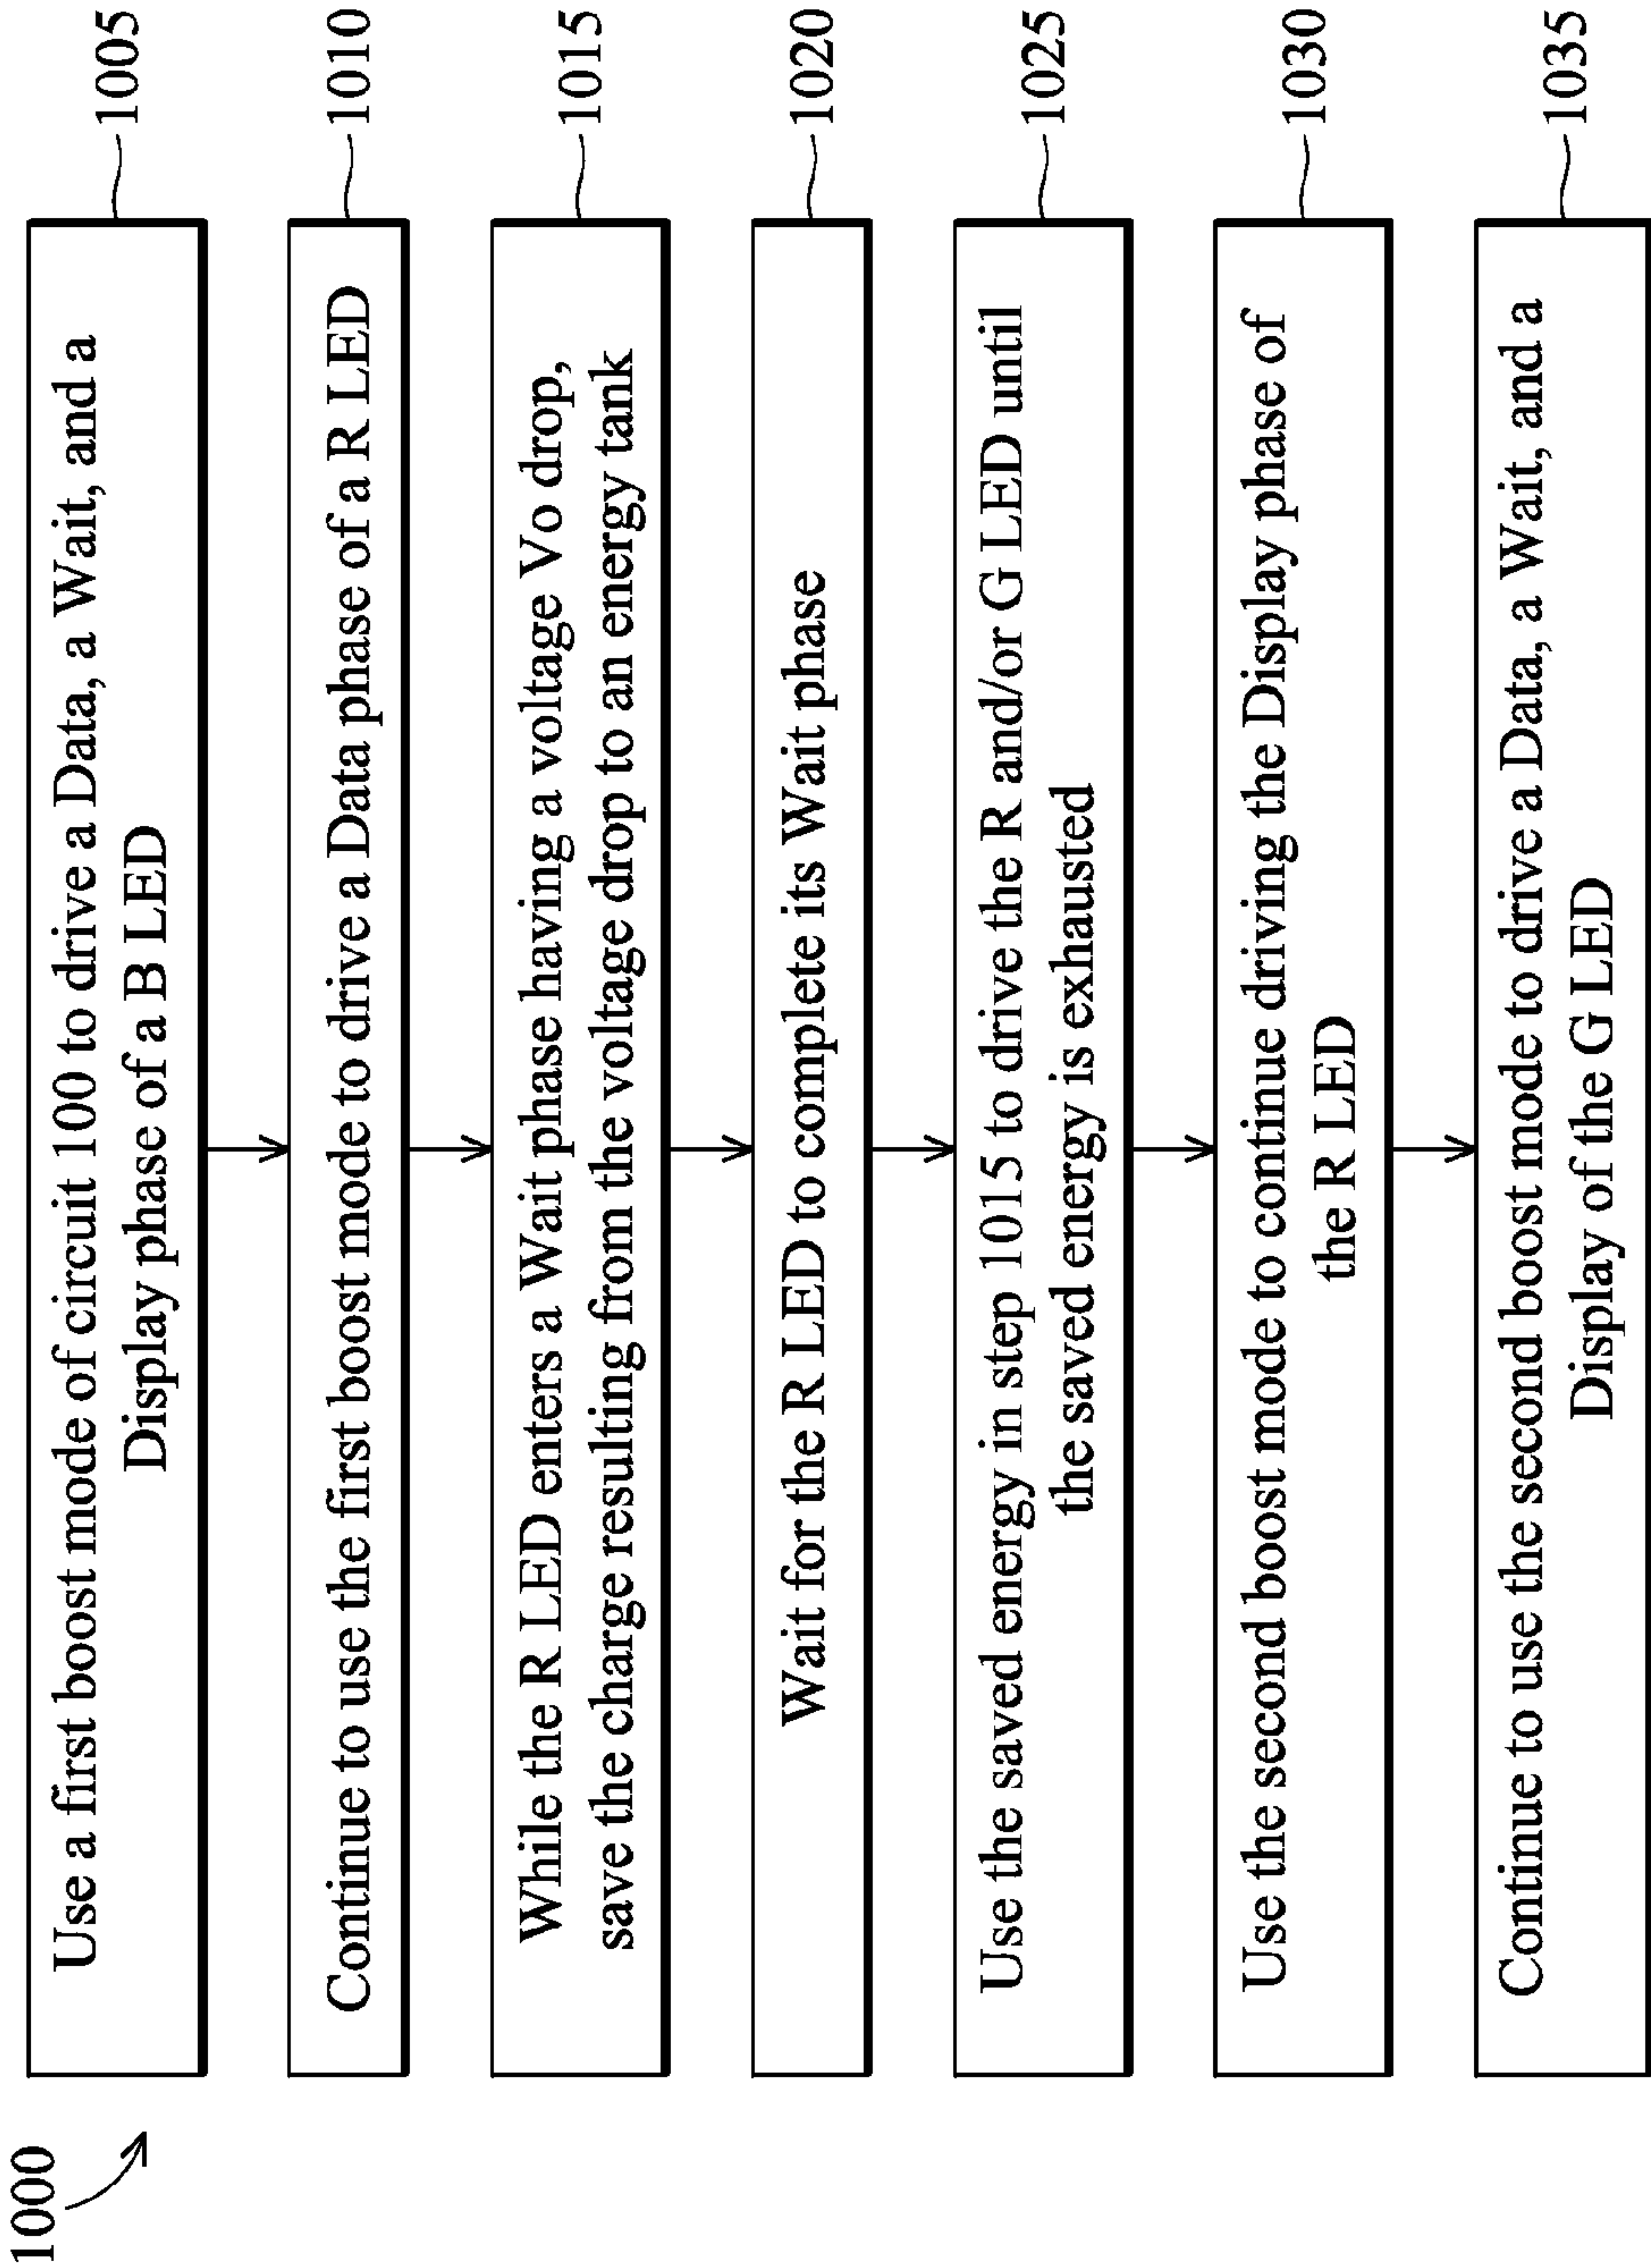 1000
Use a first boost mode of circuit 100 to drive a Data, a Wait, and a
Display phase of a B LED
1005
Continue to use the first boost mode to drive a Data phase of a R LED
1010
While the R LED enters a Wait phase having a voltage Vo drop,
save the charge resulting from the voltage drop to an energy tank
1015
Wait for the R LED to complete its Wait phase
1020
Use the saved energy in step 1015 to drive the R and/or G LED until
the saved energy is exhausted
1025
Use the second boost mode to continue driving the Display phase of
the R LED
1030
Continue to use the second boost mode to drive a Data, a Wait, and a
Display of the G LED
1035